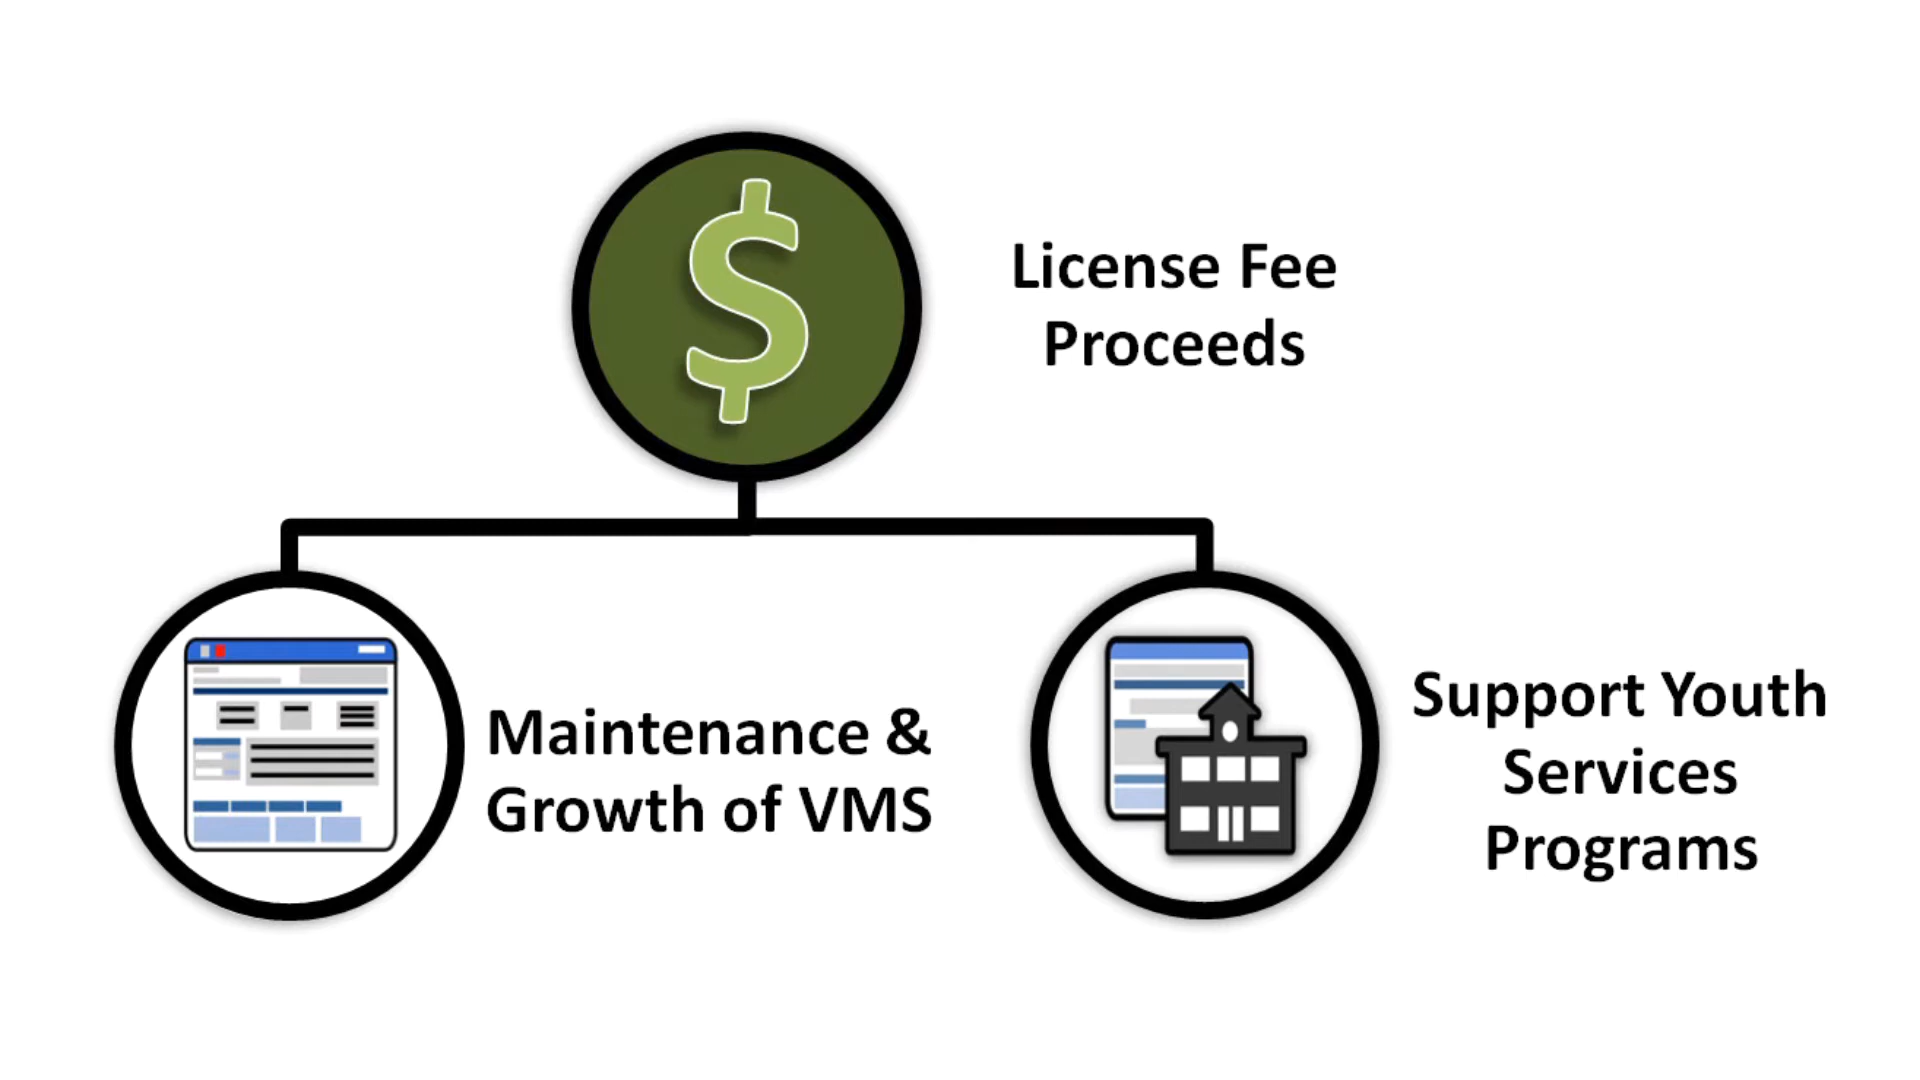 $
License Fee
Proceeds
Maintenance &
Growth of VMS
Support Youth
Services
Programs